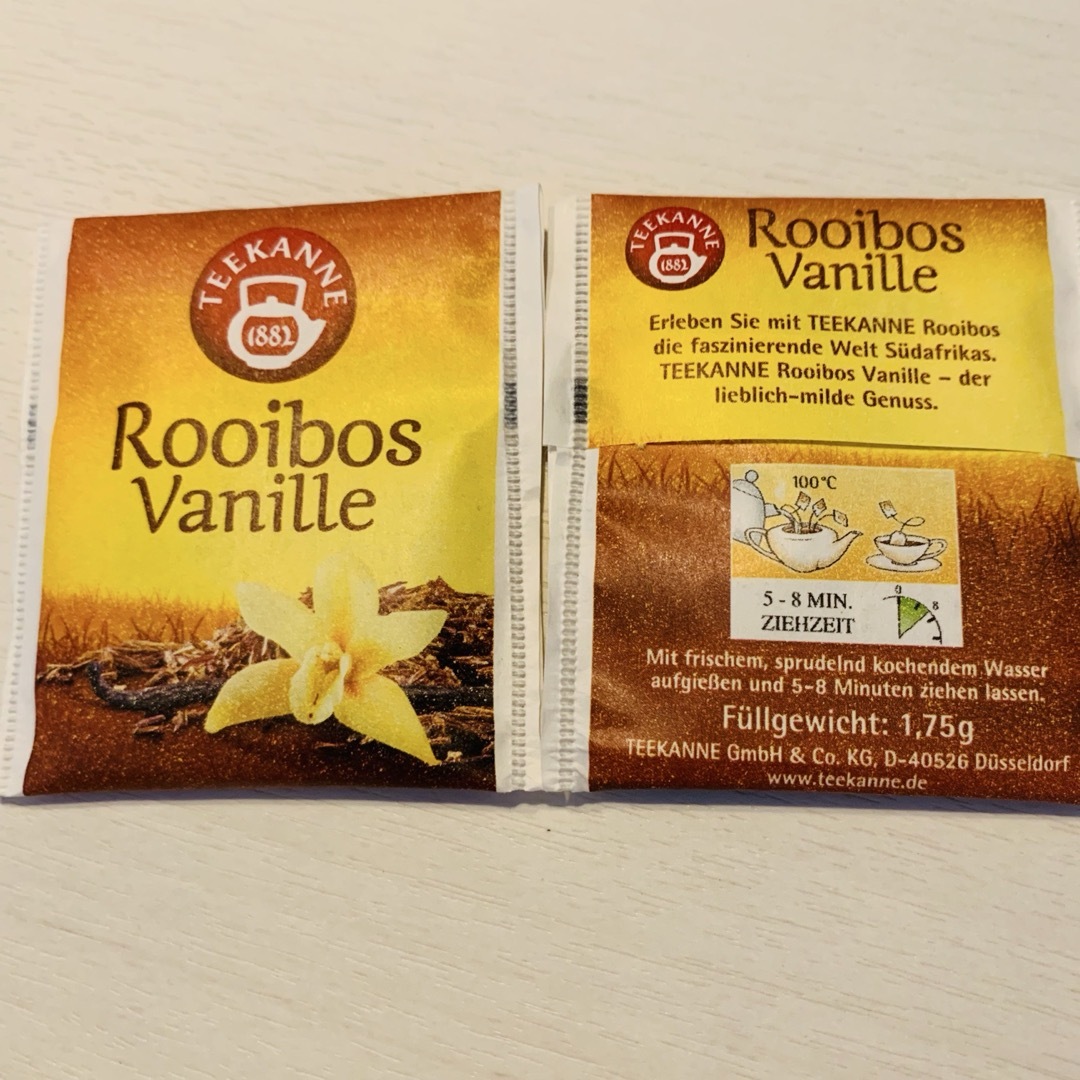 TEEKANNE
1882
Rooibos
Vanille
TEEKANNE
1882
Rooibos
Vanille
Erleben Sie mit TEEKANNE Rooibos
die faszinierende Welt Südafrikas.
TEEKANNE Rooibos Vanille – der
lieblich-milde Genuss.
100°C
5 - 8 MIN.
ZIEHZEIT
0
8
Mit frischem, sprudelnd kochendem Wasser
aufgießen und 5-8 Minuten ziehen lassen.
Füllgewicht: 1,75g
TEEKANNE GmbH & Co. KG, D-40526 Düsseldorf
www.teekanne.de